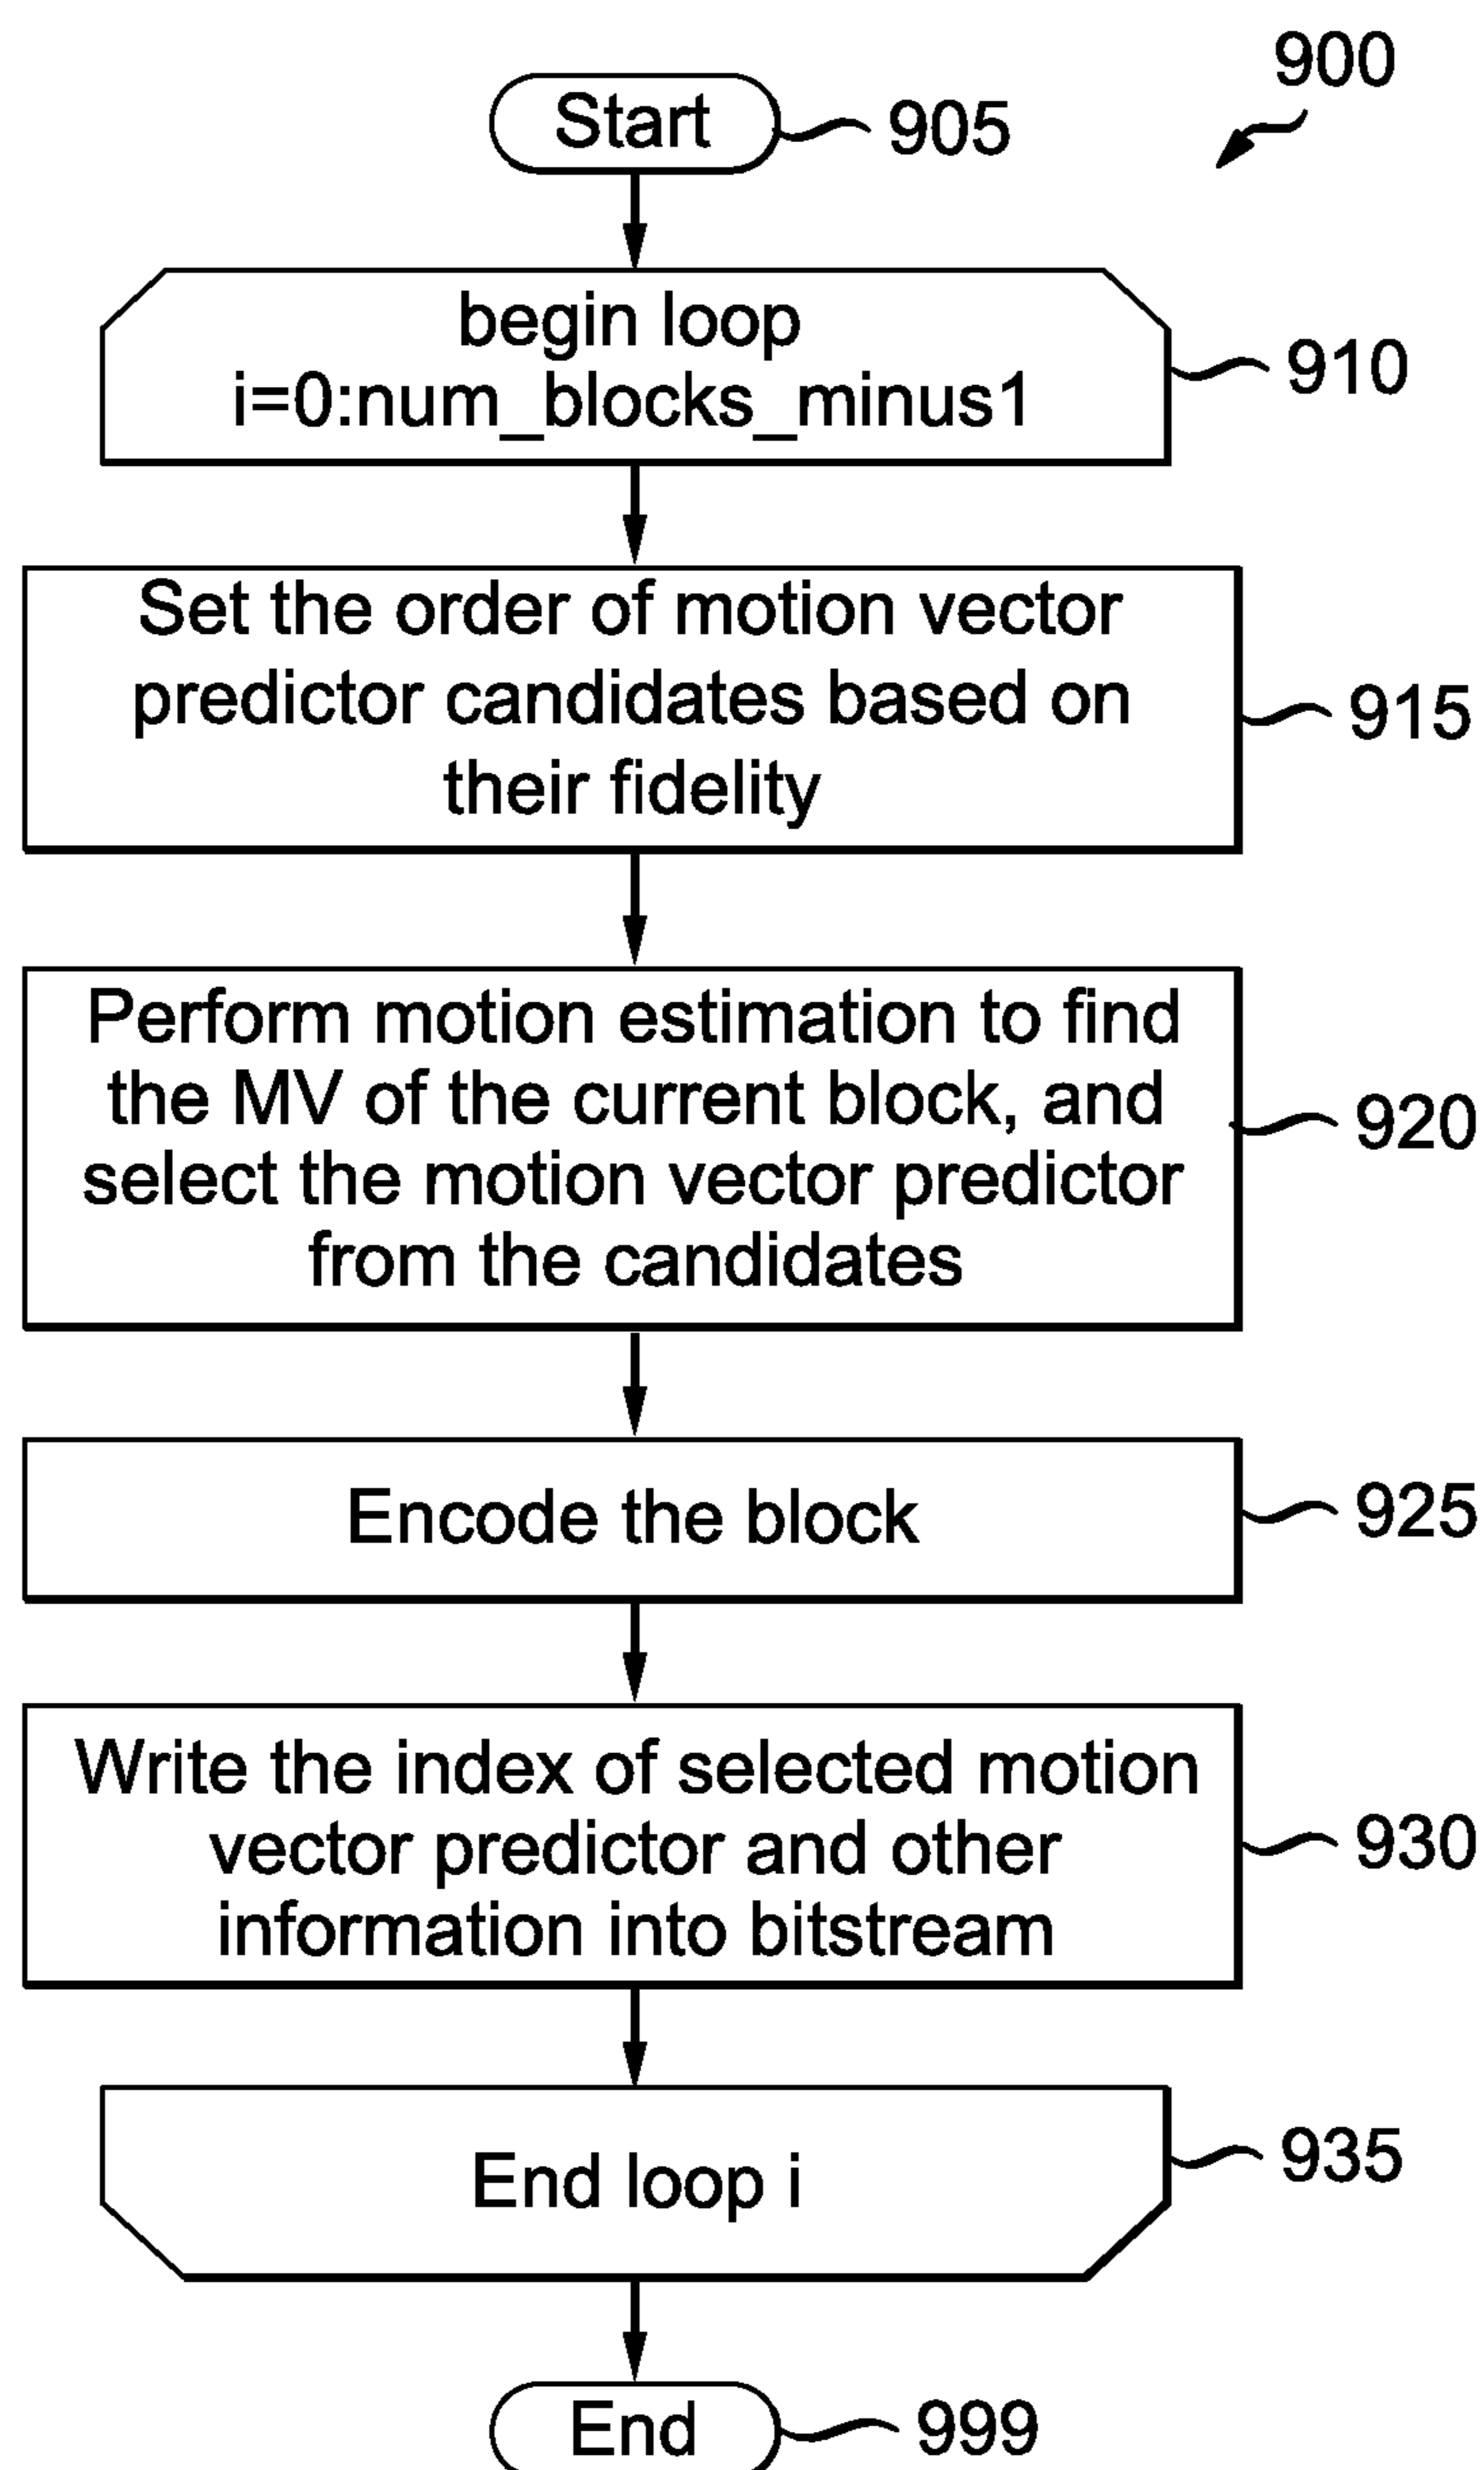 900
Start
905
begin loop
i=0:num_blocks_minus1
910
Set the order of motion vector
predictor candidates based on
their fidelity
915
Perform motion estimation to find
the MV of the current block, and
select the motion vector predictor
from the candidates
920
Encode the block
925
Write the index of selected motion
vector predictor and other
information into bitstream
930
End loop i
935
End
999